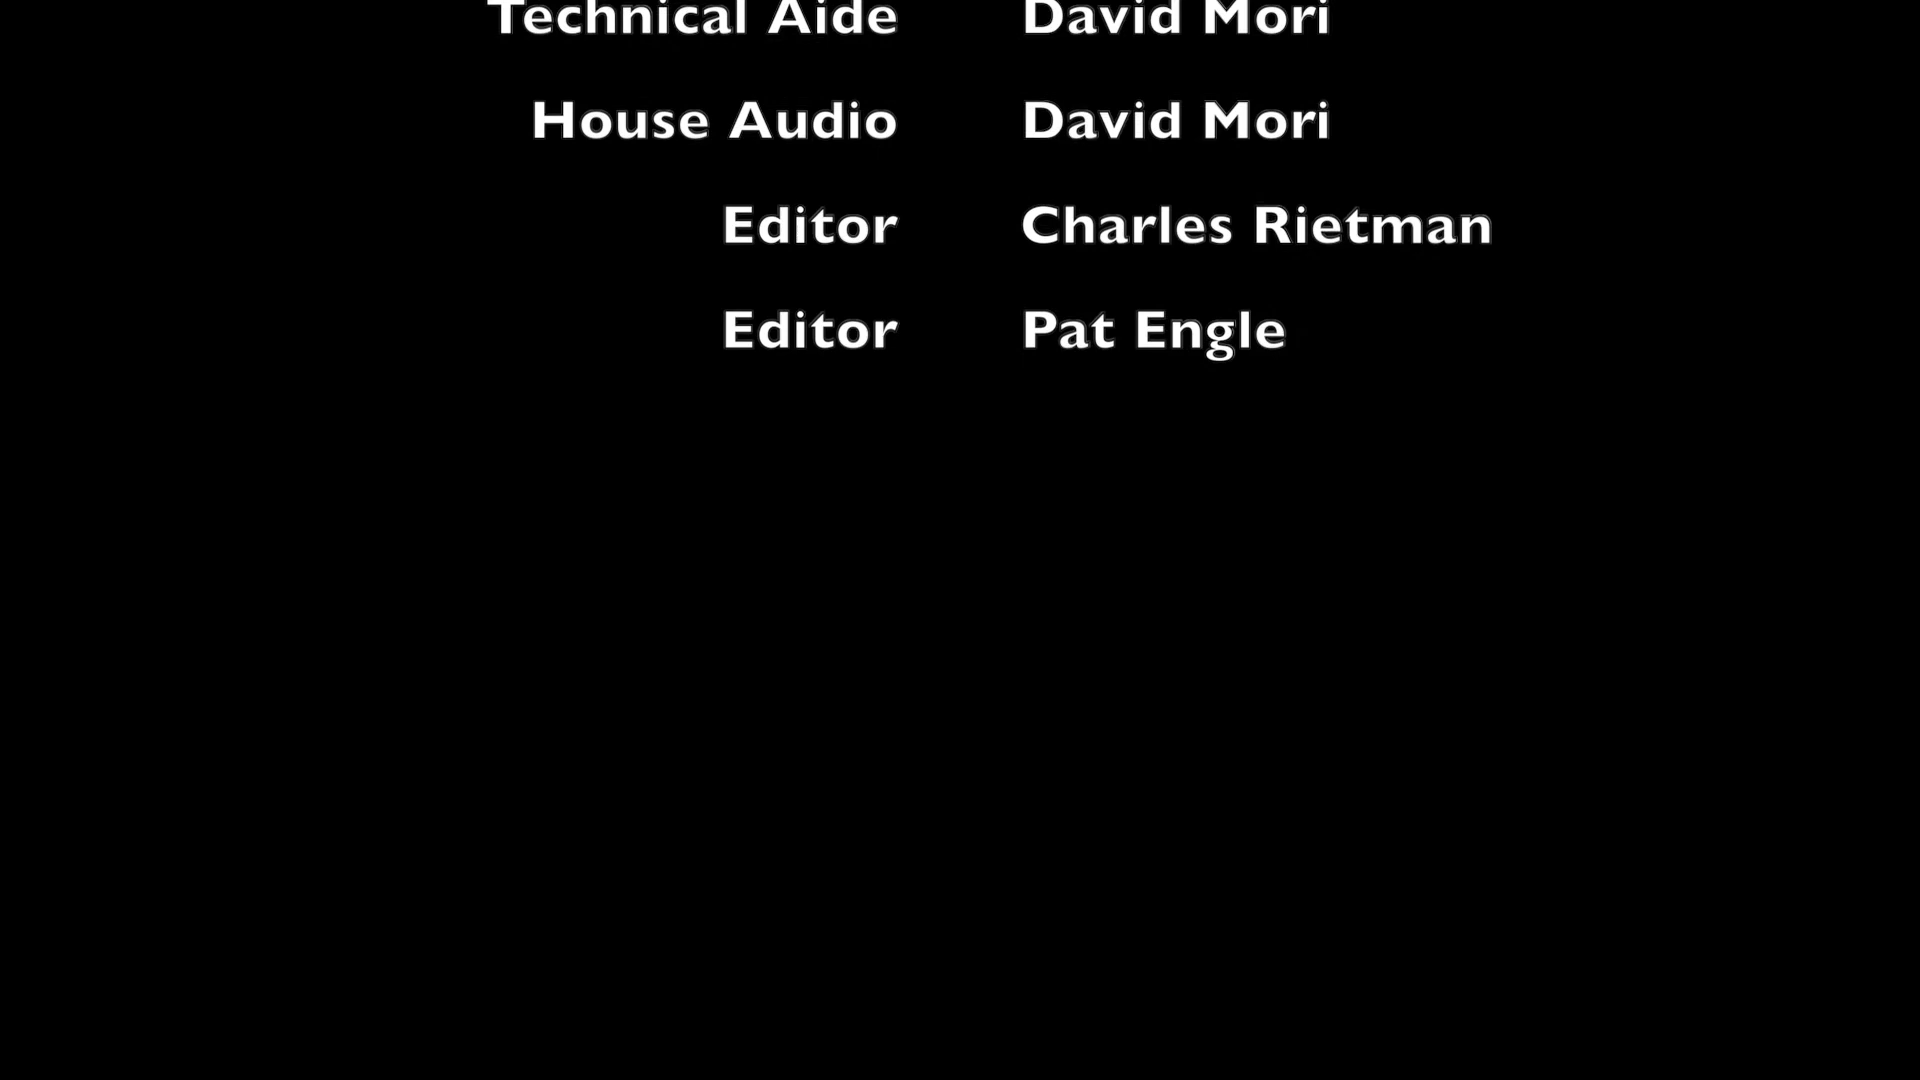 Technical Aide David Mori
House Audio David Mori
Editor Charles Rietman
Editor Pat Engle